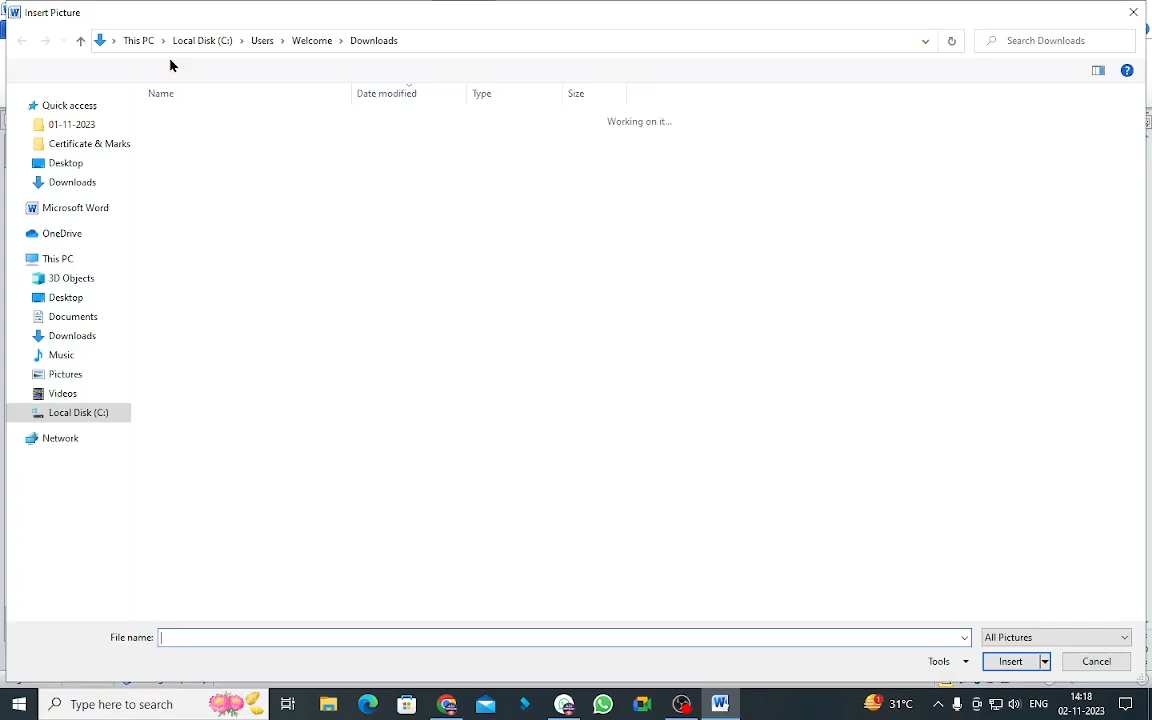 Insert Picture
This PC › Local Disk (C:) › Users › Welcome › Downloads
Search Downloads
Name Date modified Type Size
Working on it...
Quick access
01-11-2023
Certificate & Marks
Desktop
Downloads
Microsoft Word
OneDrive
This PC
3D Objects
Desktop
Documents
Downloads
Music
Pictures
Videos
Local Disk (C:)
Network
File name:
All Pictures
Tools Insert Cancel
Type here to search
31°C
ENG
14:18
02-11-2023